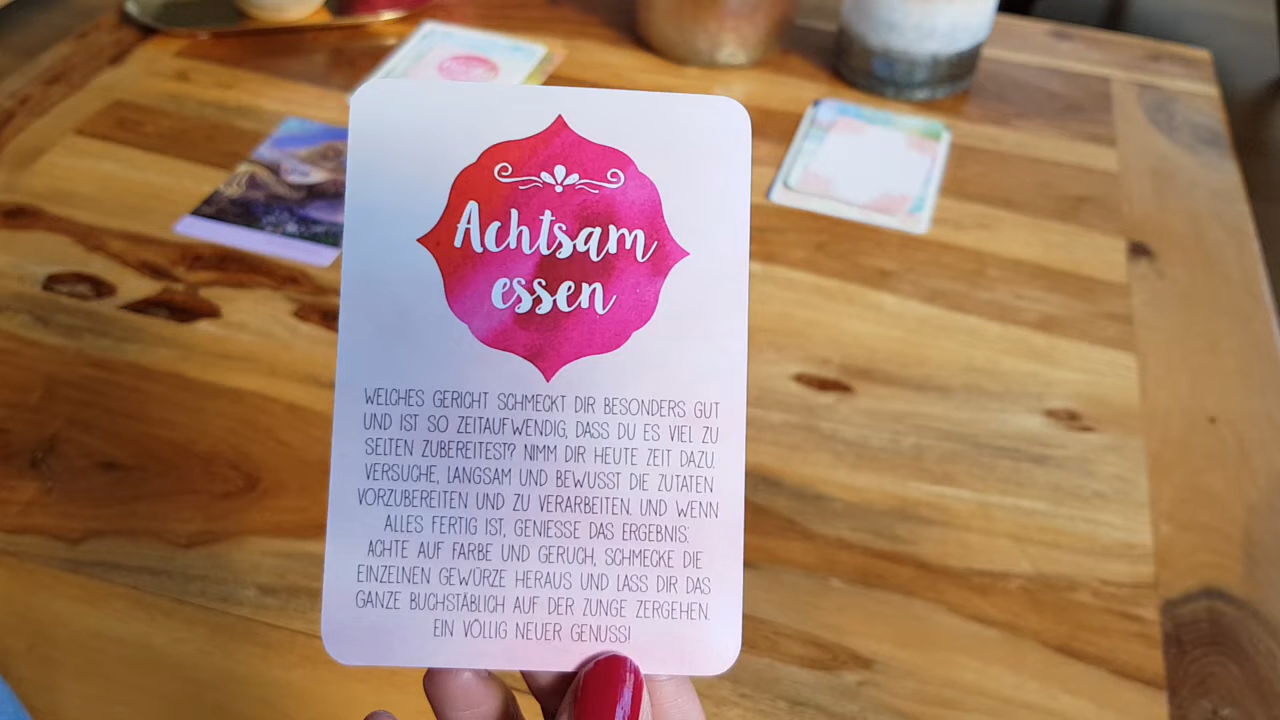 Achtsam
essen
WELCHES GERICHT SCHMECKT DIR BESONDERS GUT
UND IST SO ZEITAUFWENDIG, DASS DU ES VIEL ZU
SELTEN ZUBEREITEST? NIMM DIR HEUTE ZEIT DAZU.
VERSUCHE, LANGSAM UND BEWUSST DIE ZUTATEN
VORZUBEREITEN UND ZU VERARBEITEN. UND WENN
ALLES FERTIG IST, GENIESSE DAS ERGEBNIS:
ACHTE AUF FARBE UND GERUCH, SCHMECKE DIE
EINZELNEN GEWÜRZE HERAUS UND LASS DIR DAS
GANZE BUCHSTÄBLICH AUF DER ZUNGE ZERGEHEN.
EIN VÖLLIG NEUER GENUSS!